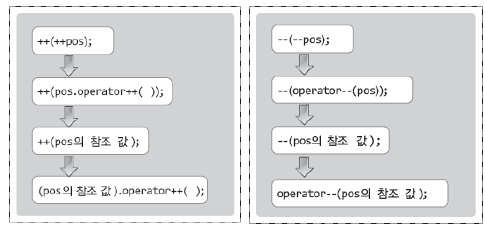 ++(++pos);
++(pos.operator++( ));
++(pos의 참조 값);
(pos의 참조 값).operator++( );
--(--pos);
--(operator--(pos));
--(pos의 참조 값);
operator--(pos의 참조 값);